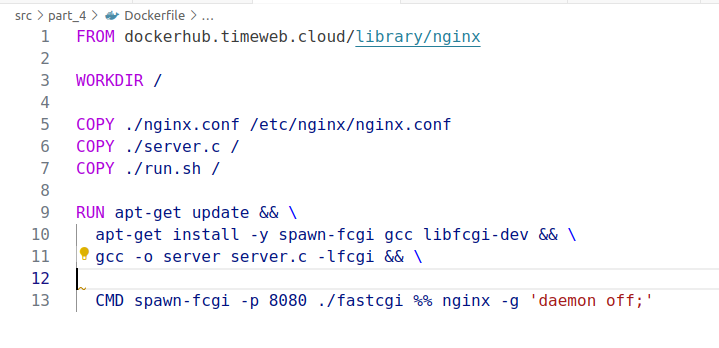 src > part_4 > Dockerfile > ...
1 FROM dockerhub.timeweb.cloud/library/nginx
2
3 WORKDIR /
4
5 COPY ./nginx.conf /etc/nginx/nginx.conf
6 COPY ./server.c /
7 COPY ./run.sh /
8
9 RUN apt-get update && \
10 apt-get install -y spawn-fcgi gcc libfcgi-dev && \
11 gcc -o server server.c -lfcgi && \
12
13 CMD spawn-fcgi -p 8080 ./fastcgi %% nginx -g 'daemon off;'